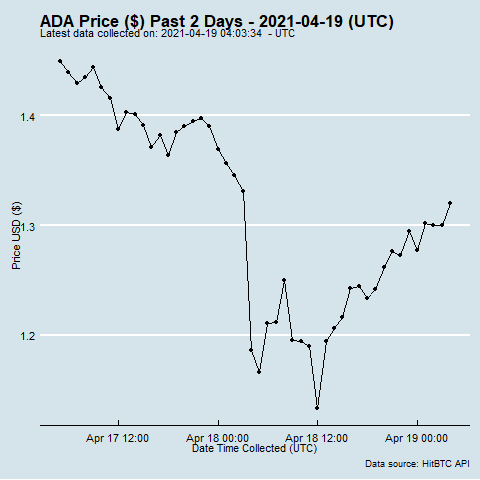 ADA Price ($) Past 2 Days - 2021-04-19 (UTC)
Latest data collected on: 2021-04-19 04:03:34 - UTC
1.4
1.3
1.2
Price USD ($)
Apr 17 12:00 Apr 18 00:00 Apr 18 12:00 Apr 19 00:00
Date Time Collected (UTC)
Data source: HitBTC API